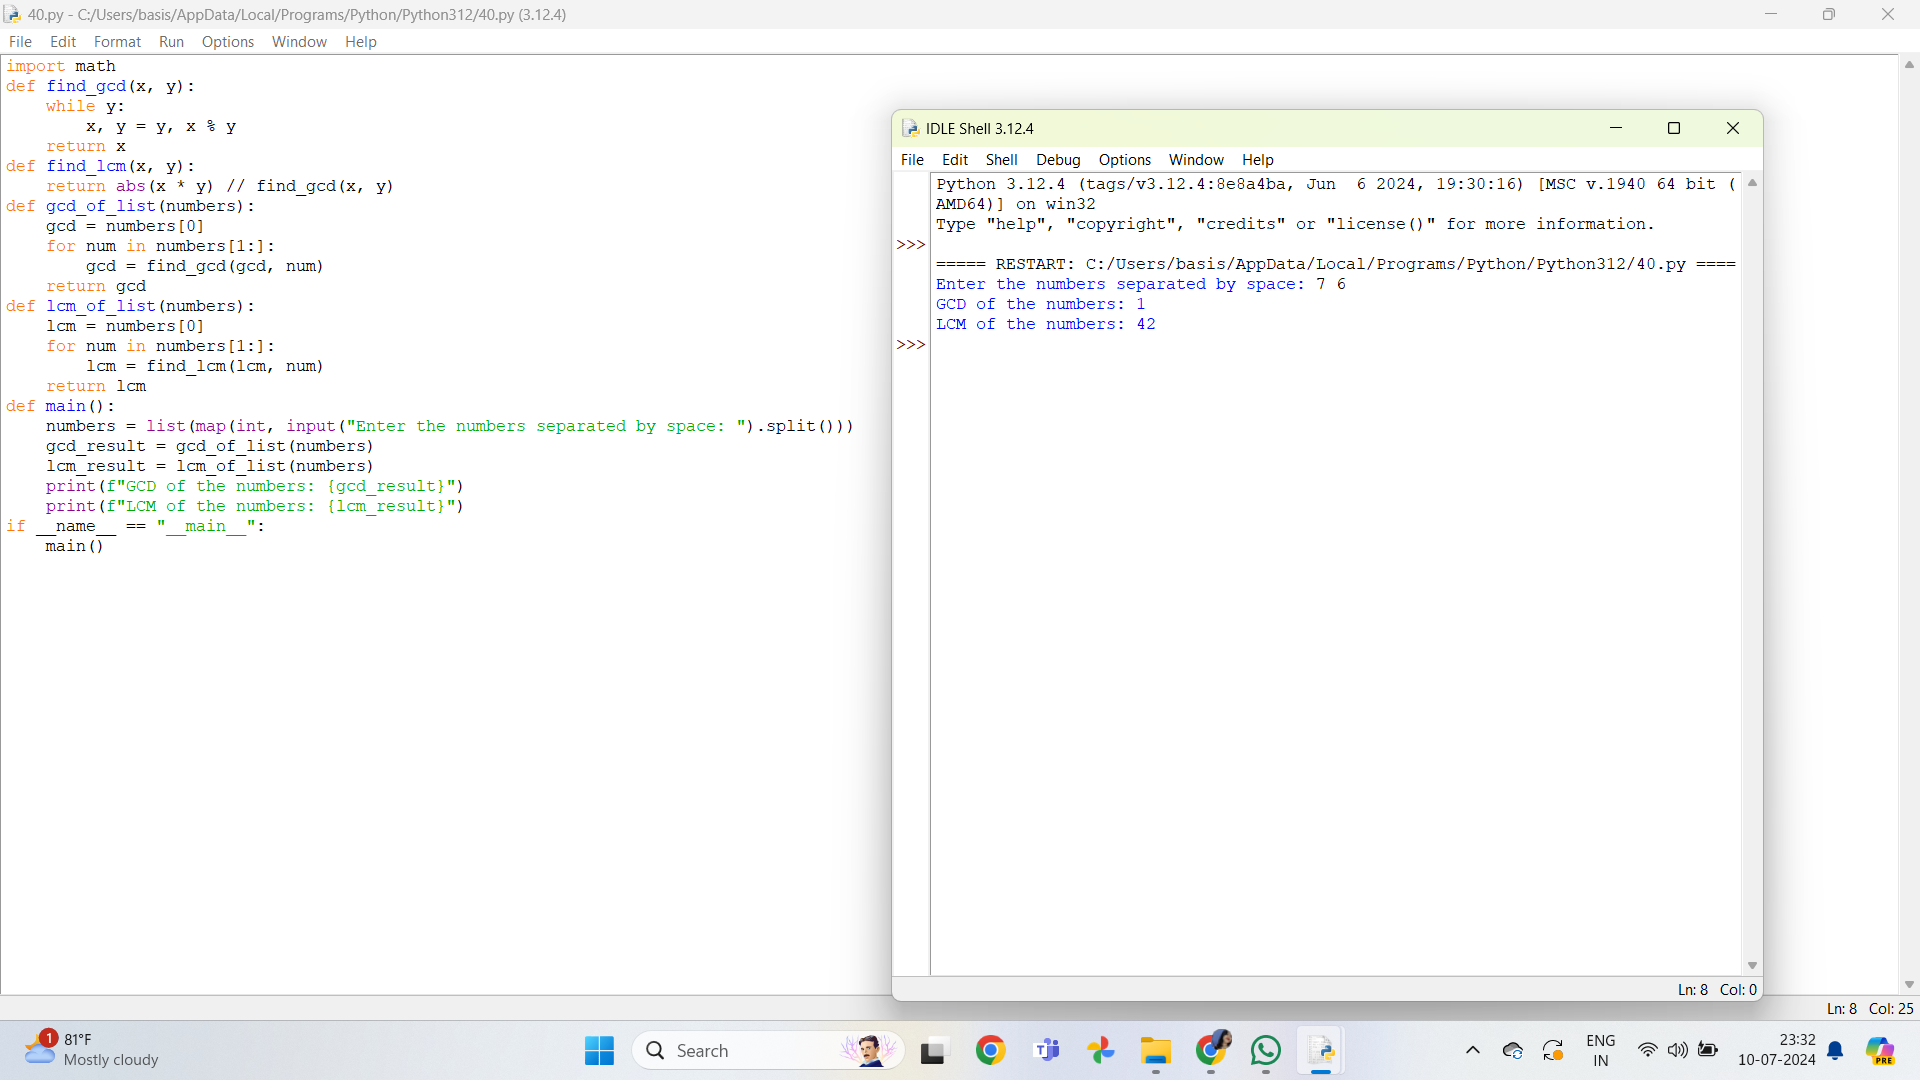 40.py - C:/Users/basis/AppData/Local/Programs/Python/Python312/40.py (3.12.4)
File Edit Format Run Options Window Help
import math
def find_gcd(x, y):
    while y:
        x, y = y, x % y
    return x
def find_lcm(x, y):
    return abs(x * y) // find_gcd(x, y)
def gcd_of_list(numbers):
    gcd = numbers[0]
    for num in numbers[1:]:
        gcd = find_gcd(gcd, num)
    return gcd
def lcm_of_list(numbers):
    lcm = numbers[0]
    for num in numbers[1:]:
        lcm = find_lcm(lcm, num)
    return lcm
def main():
    numbers = list(map(int, input("Enter the numbers separated by space: ").split()))
    gcd_result = gcd_of_list(numbers)
    lcm_result = lcm_of_list(numbers)
    print(f"GCD of the numbers: {gcd_result}")
    print(f"LCM of the numbers: {lcm_result}")
if __name__ == "__main__":
    main()
IDLE Shell 3.12.4
File Edit Shell Debug Options Window Help
Python 3.12.4 (tags/v3.12.4:8e8a4ba, Jun  6 2024, 19:30:16) [MSC v.1940 64 bit (
AMD64)] on win32
Type "help", "copyright", "credits" or "license()" for more information.
>>>
===== RESTART: C:/Users/basis/AppData/Local/Programs/Python/Python312/40.py ====
Enter the numbers separated by space: 7 6
GCD of the numbers: 1
LCM of the numbers: 42
>>>
Ln: 8 Col: 0
Ln: 8 Col: 25
1
81°F
Mostly cloudy
Search
ENG
IN
23:32
10-07-2024
PRE